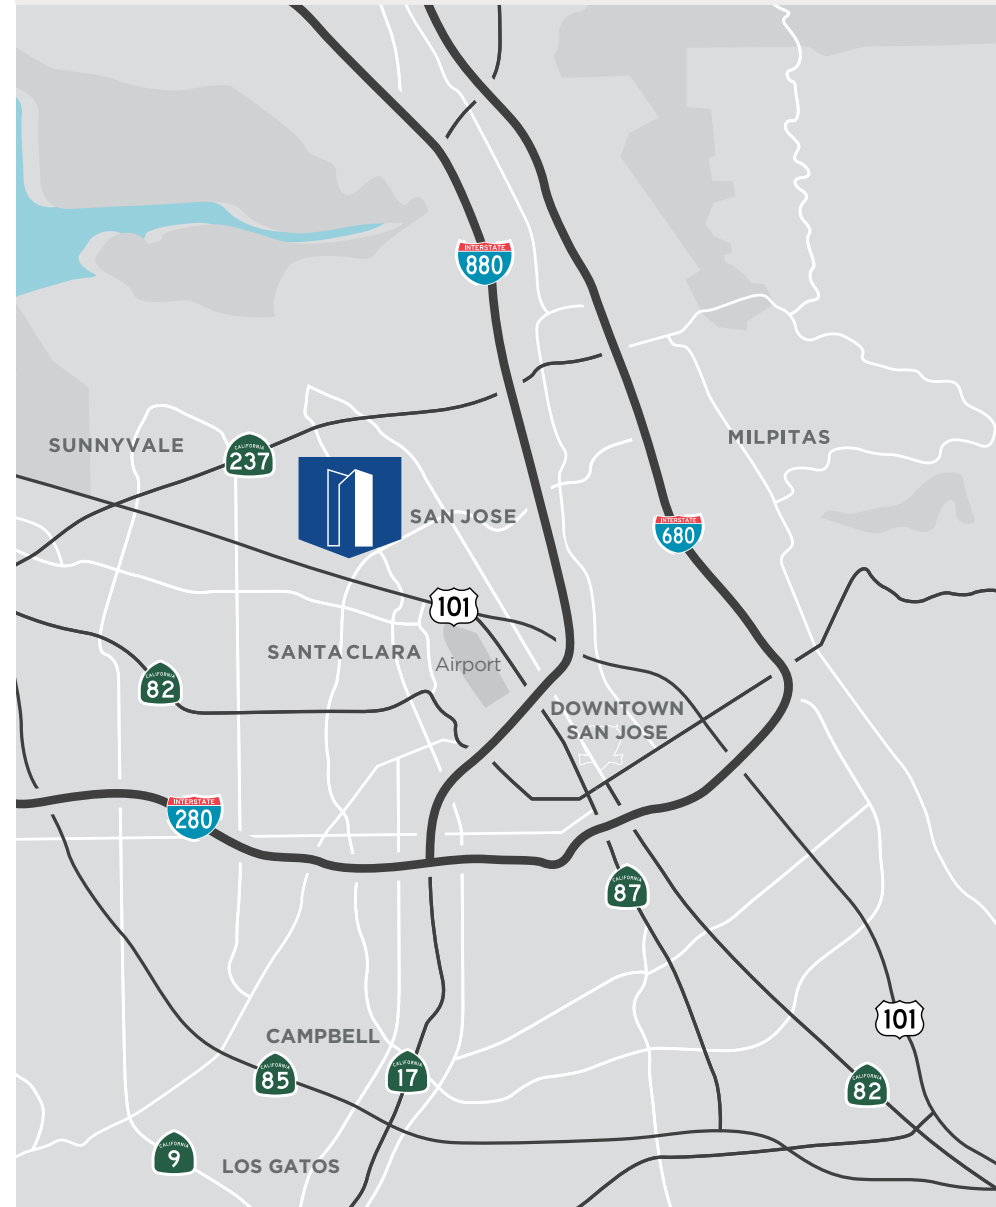 INTERSTATE
880
SUNNYVALE
MILPITAS
CALIFORNIA
237
SAN JOSE
INTERSTATE
680
101
SANTA CLARA
Airport
CALIFORNIA
82
DOWNTOWN
SAN JOSE
INTERSTATE
280
CALIFORNIA
87
101
CAMPBELL
CALIFORNIA
85
CALIFORNIA
17
CALIFORNIA
82
CALIFORNIA
9
LOS GATOS